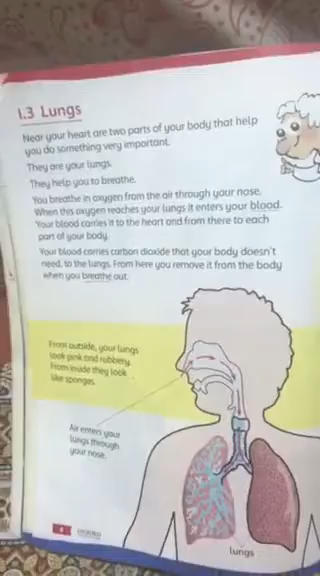 1.3 Lungs
Near your heart are two parts of your body that help
you do something very important.
They are your lungs.
They help you to breathe.
You breathe in oxygen from the air through your nose.
When this oxygen reaches your lungs it enters your blood.
Your blood carries it to the heart and from there to each
part of your body.
Your blood carries carbon dioxide that your body doesn't
need, to the lungs. From here you remove it from the body
when you breathe out.
From outside, your lungs
look pink and rubbery.
From inside they look
like sponges.
Air enters your
lungs through
your nose.
lungs
OXFORD